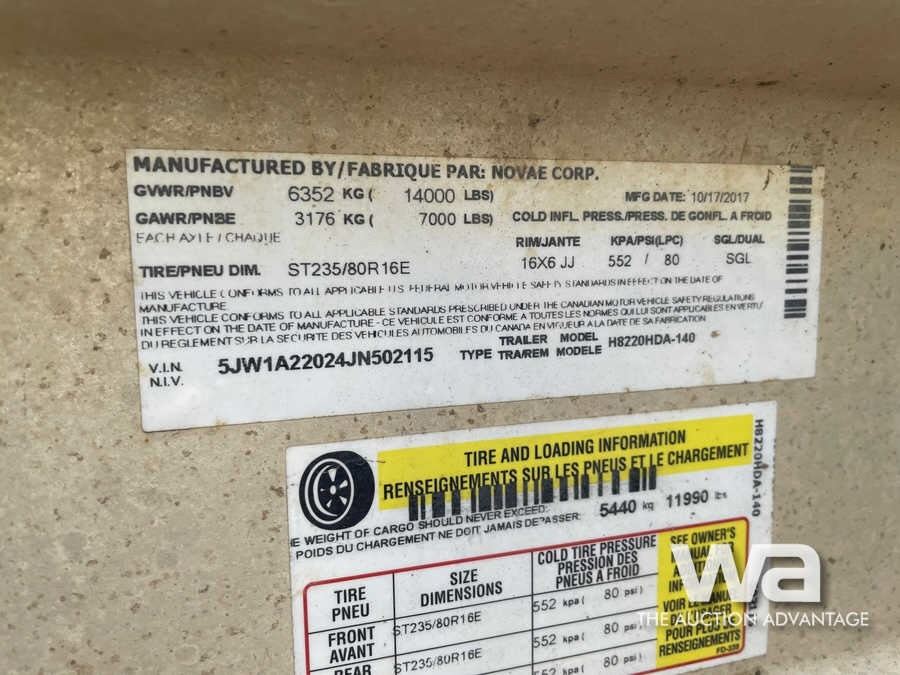 MANUFACTURED BY/FABRIQUE PAR: NOVAE CORP.
GVWR/PNBV 6352 KG ( 14000 LBS) MFG DATE: 10/17/2017
GAWR/PNBE 3176 KG ( 7000 LBS) COLD INFL. PRESS./PRESS. DE GONFL. A FROID
EACH AXLE / CHAQUE RIM/JANTE KPA/PSI(LPC) SGL/DUAL
TIRE/PNEU DIM. ST235/80R16E 16X6 JJ 552 / 80 SGL
THIS VEHICLE CONFORMS TO ALL APPLICABLE U.S. FEDERAL MOTOR VEHICLE SAFETY STANDARDS IN EFFECT ON THE DATE OF
MANUFACTURE
THIS VEHICLE CONFORMS TO ALL APPLICABLE STANDARDS PRESCRIBED UNDER THE CANADIAN MOTOR VEHICLE SAFETY REGULATIONS
IN EFFECT ON THE DATE OF MANUFACTURE - CE VEHICULE EST CONFORME A TOUTES LES NORMES QUI LUI SONT APPLICABLES EN VERTU
DU REGLEMENT SUR LA SECURITE DES VEHICULES AUTOMOBILES DU CANADA EN VIGUEUR A LA DATE DE SA FABRICATION
V.I.N. 5JW1A22024JN502115 TYPE TRAILER MODEL H8220HDA-140
N.I.V. TRA/REM MODELE
TIRE AND LOADING INFORMATION
RENSEIGNEMENTS SUR LES PNEUS ET LE CHARGEMENT
H8220HDA-140
E WEIGHT OF CARGO SHOULD NEVER EXCEED: 5440 kg 11990 lbs
POIDS DU CHARGEMENT NE DOIT JAMAIS DEPASSER:
TIRE
PNEU
SIZE
DIMENSIONS
COLD TIRE PRESSURE
PRESSION DES
PNEUS A FROID
FRONT
AVANT
ST235/80R16E 552 kpa ( 80 psi)
REAR
ST235/80R16E 552 kpa ( 80 psi)
552 kpa ( 80 psi)
SEE OWNER'S
VOIR LE
POUR PLUS
RENSEIGNEMENTS
FD-338
wa
THE AUCTION ADVANTAGE